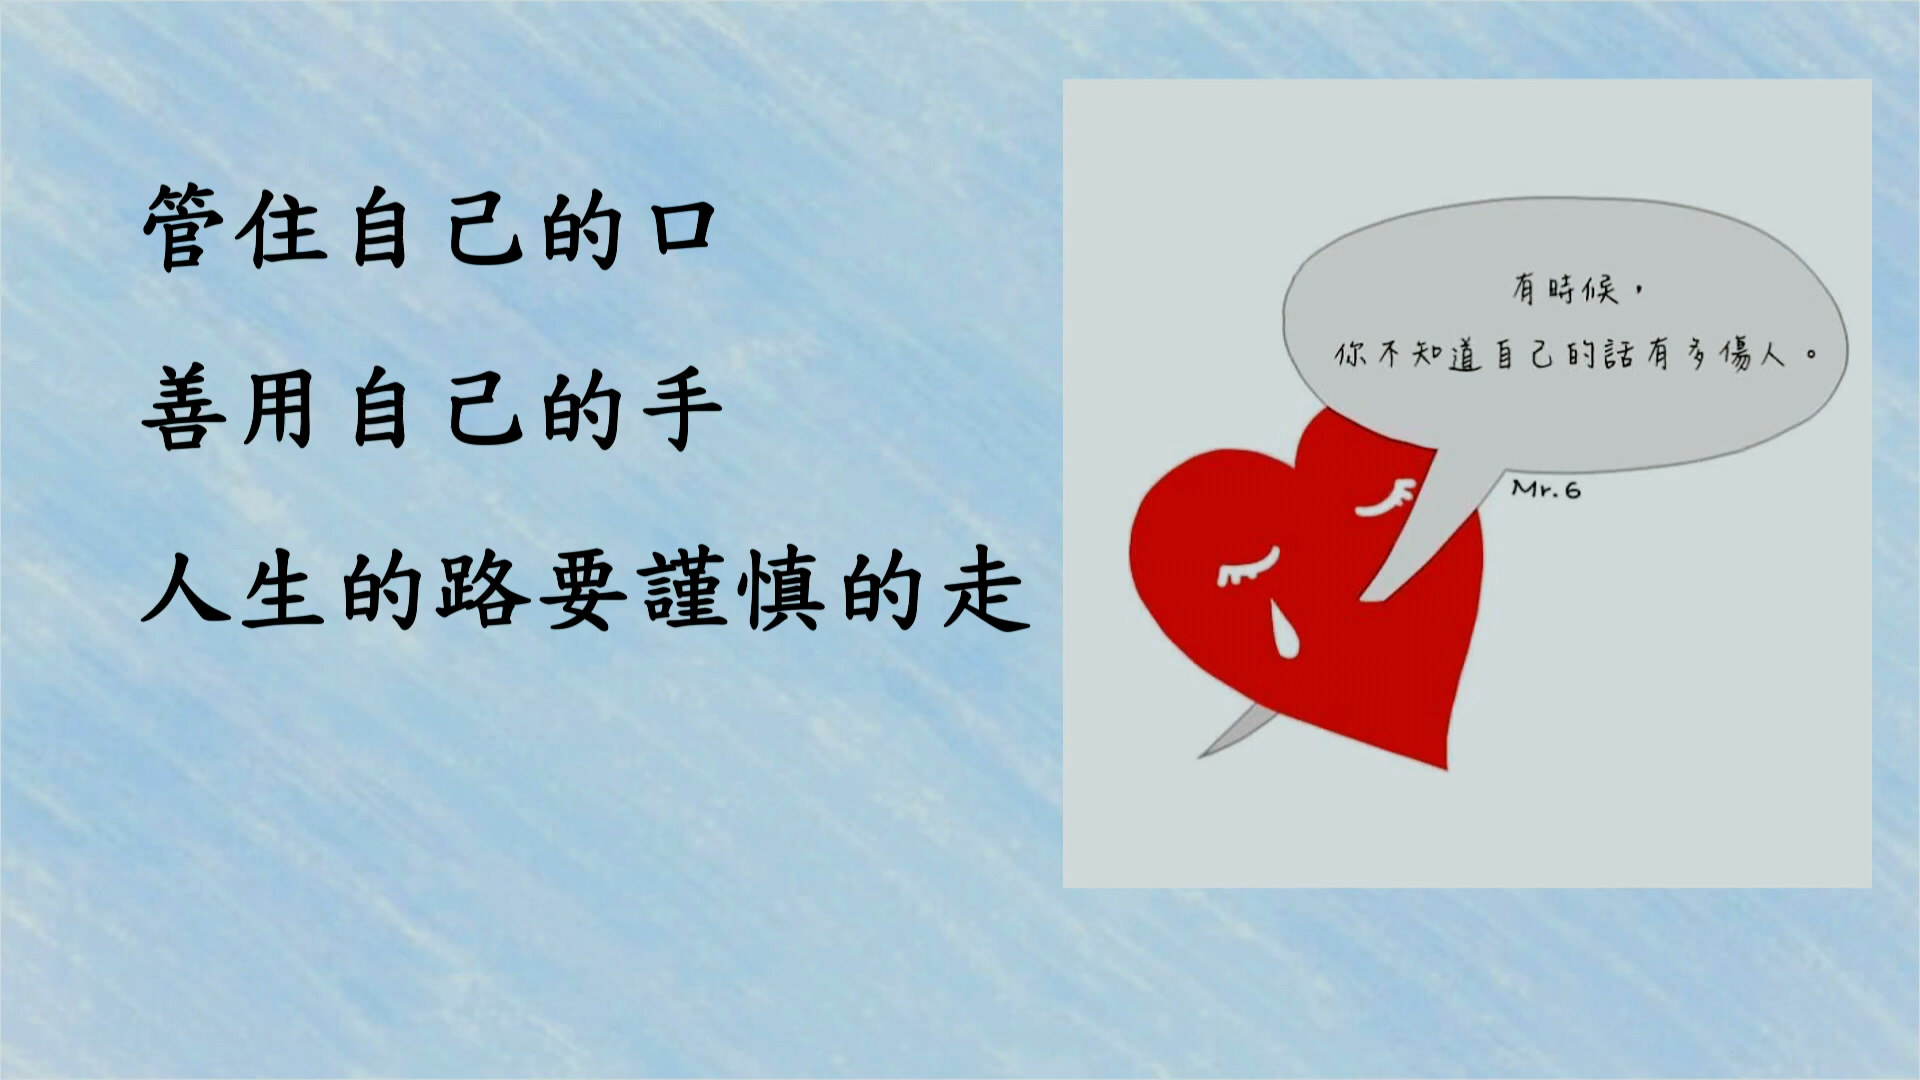 管住自己的口
善用自己的手
人生的路要謹慎的走
有時候，
你不知道自己的話有多傷人。
Mr.6